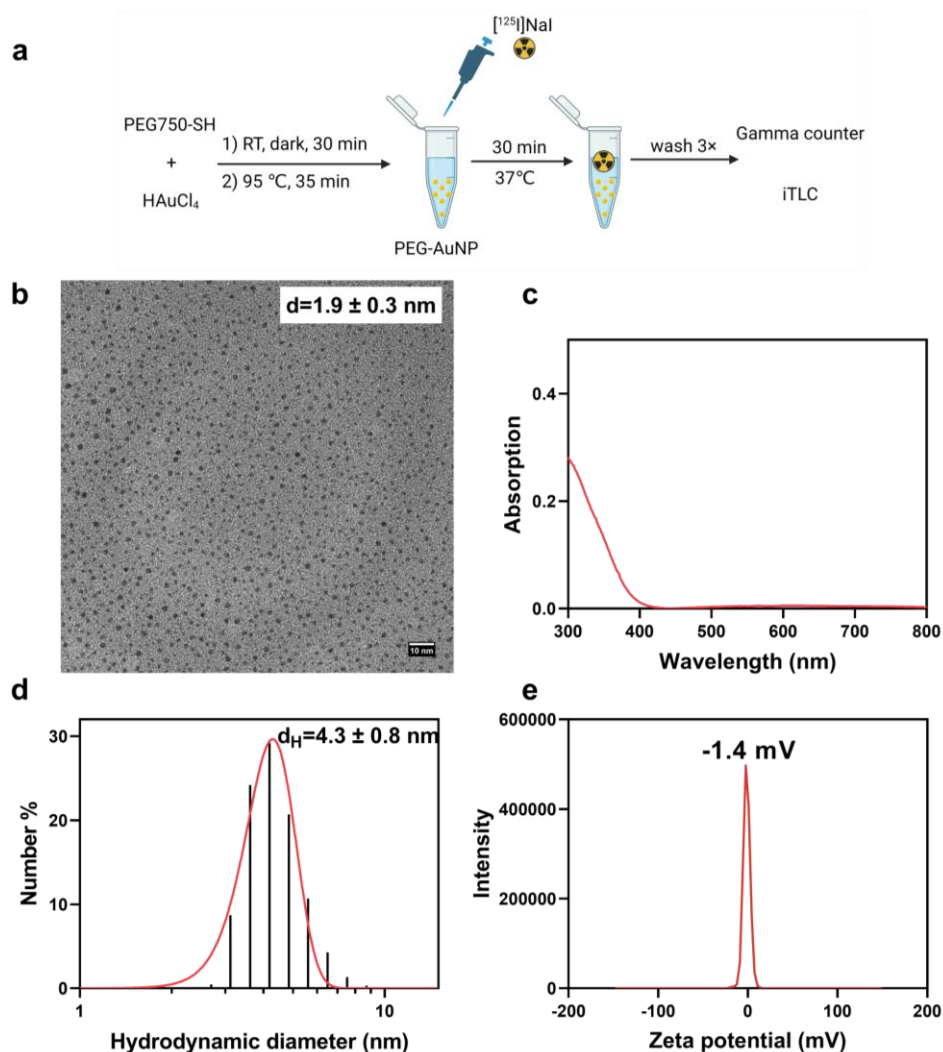 a
[¹²⁵I]NaI
PEG750-SH
+
HAuCl₄
1) RT, dark, 30 min
2) 95 ℃, 35 min
PEG-AuNP
30 min
37℃
wash 3×
Gamma counter
iTLC
b
d=1.9 ± 0.3 nm
10 nm
c
Absorption
0.4
0.2
0.0
300 400 500 600 700 800
Wavelength (nm)
d
d_H=4.3 ± 0.8 nm
Number %
30
20
10
0
1 10
Hydrodynamic diameter (nm)
e
-1.4 mV
Intensity
600000
400000
200000
0
-200 -100 0 100 200
Zeta potential (mV)